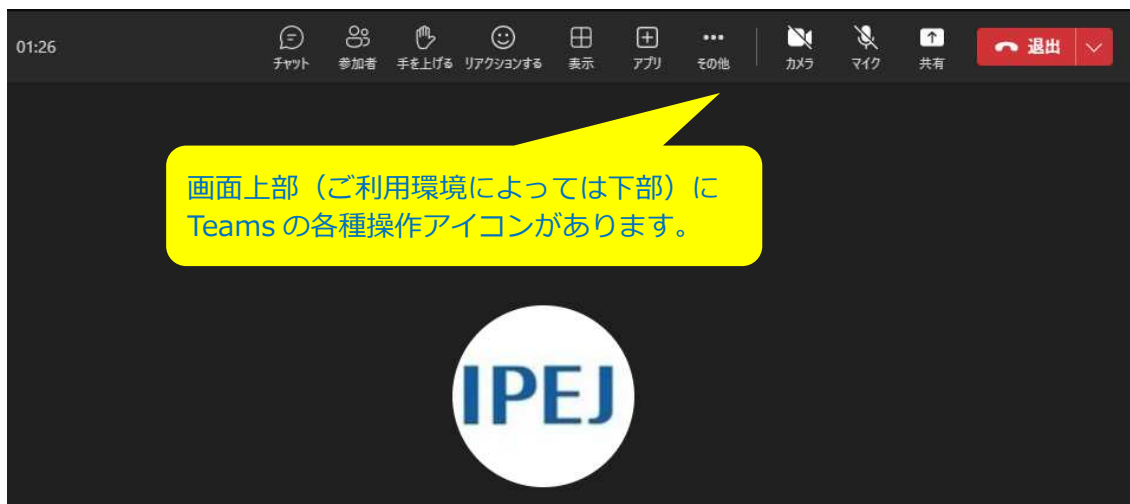 01:26
チャット 参加者 手を上げる リアクションする 表示 アプリ その他 カメラ マイク 共有 退出
画面上部（ご利用環境によっては下部）に
Teams の各種操作アイコンがあります。
IPEJ